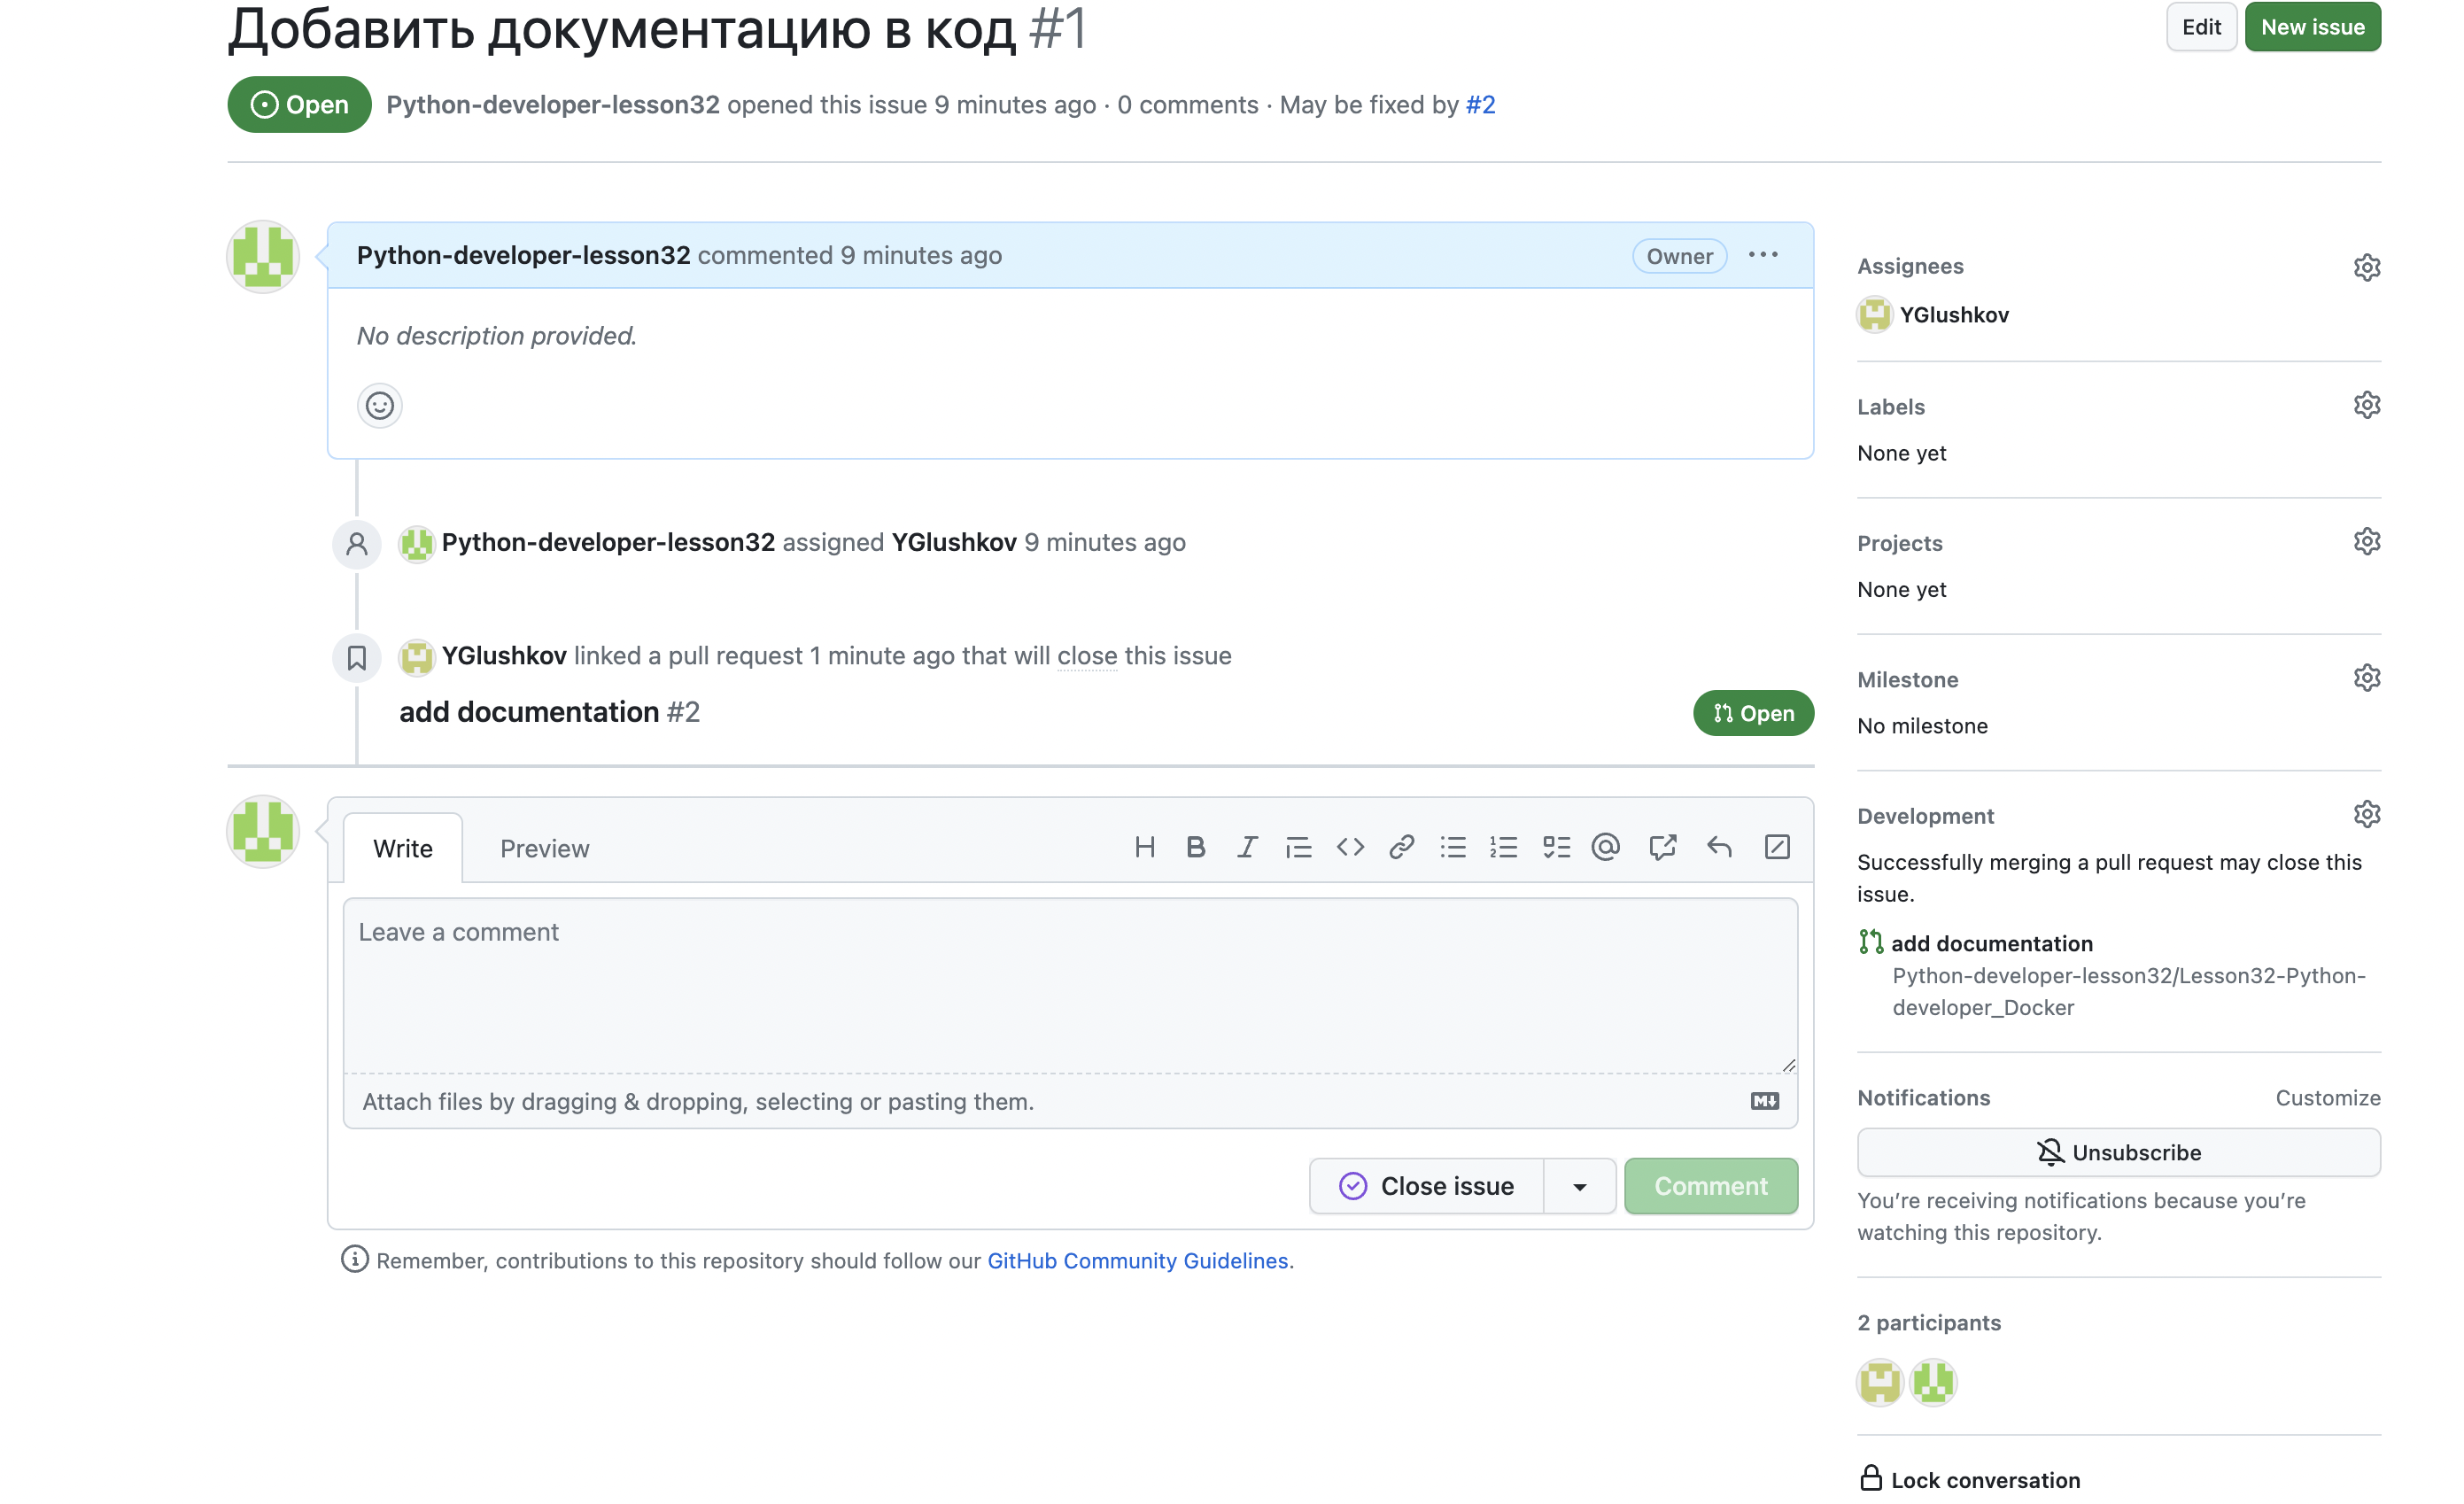 Добавить документацию в код #1
Edit
New issue
Open
Python-developer-lesson32 opened this issue 9 minutes ago · 0 comments · May be fixed by #2
Python-developer-lesson32 commented 9 minutes ago
Owner
No description provided.
Python-developer-lesson32 assigned YGlushkov 9 minutes ago
YGlushkov linked a pull request 1 minute ago that will close this issue
add documentation #2
Open
Write
Preview
Leave a comment
Attach files by dragging & dropping, selecting or pasting them.
Close issue
Comment
Remember, contributions to this repository should follow our GitHub Community Guidelines.
Assignees
YGlushkov
Labels
None yet
Projects
None yet
Milestone
No milestone
Development
Successfully merging a pull request may close this
issue.
add documentation
Python-developer-lesson32/Lesson32-Python-
developer_Docker
Notifications
Customize
Unsubscribe
You’re receiving notifications because you’re
watching this repository.
2 participants
Lock conversation